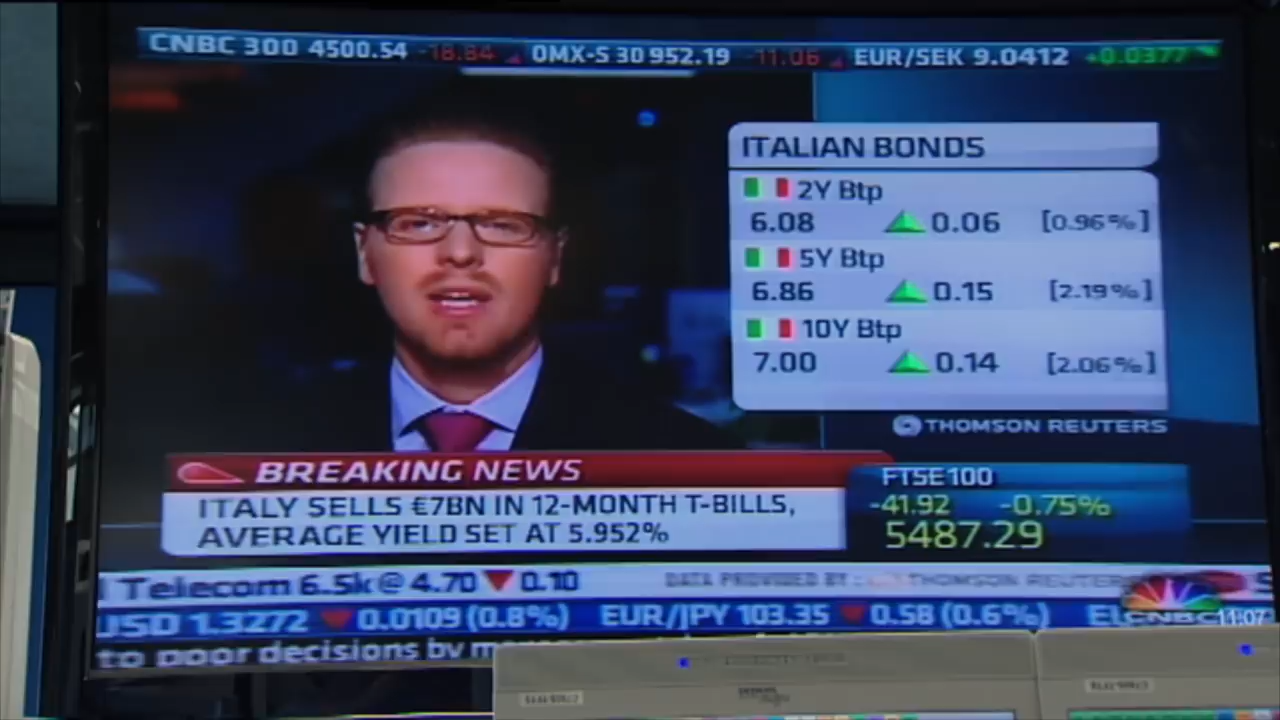 CNBC 300 4500.54 -18.84 OMX-S 30 952.19 -11.06 EUR/SEK 9.0412 +0.0377
ITALIAN BONDS
2Y Btp
6.08 0.06 [0.96%]
5Y Btp
6.86 0.15 [2.19%]
10Y Btp
7.00 0.14 [2.06%]
THOMSON REUTERS
BREAKING NEWS
ITALY SELLS €7BN IN 12-MONTH T-BILLS,
AVERAGE YIELD SET AT 5.952%
FTSE 100
-41.92 -0.75%
5487.29
Telecom 6.5k@4.70 0.10 DATA PROVIDED BY: THOMSON REUTERS
USD 1.3272 0.0109 (0.8%) EUR/JPY 103.35 0.58 (0.6%)
CNBC 11:07
to poor decisions by